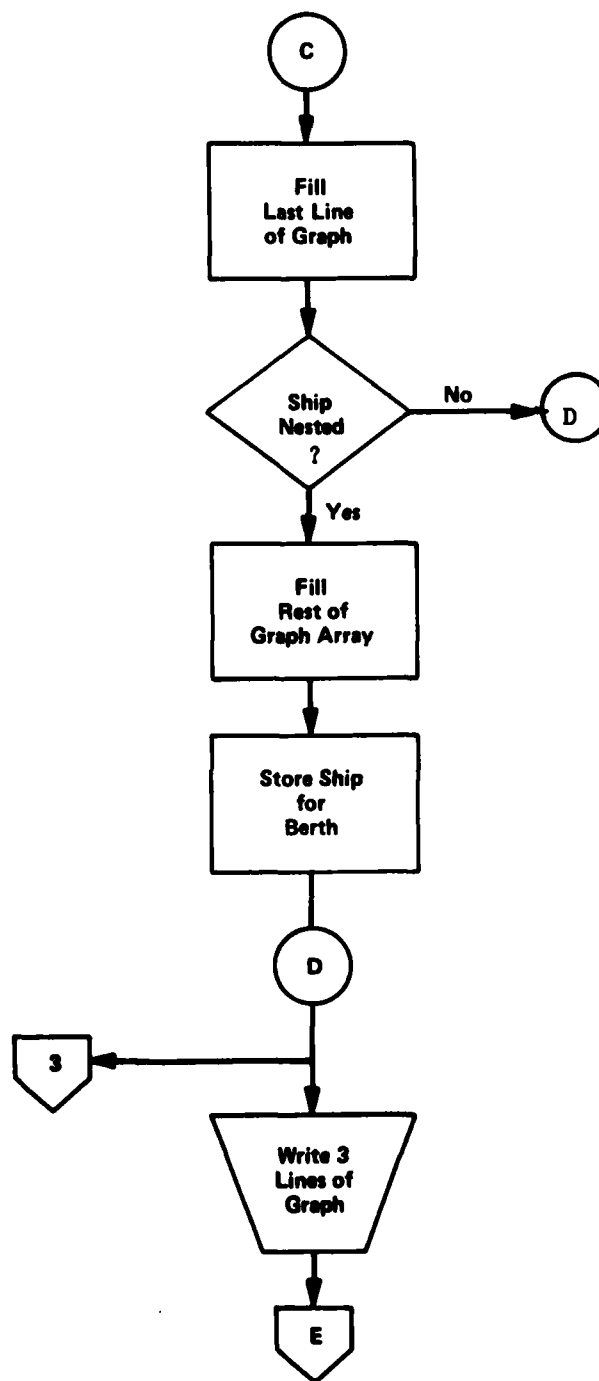 C
Fill
Last Line
of Graph
Ship
Nested
?
No
D
Yes
Fill
Rest of
Graph Array
Store Ship
for
Berth
D
3
Write 3
Lines of
Graph
E